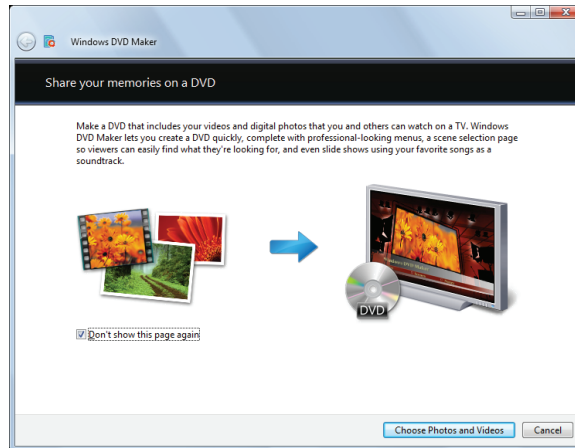 Windows DVD Maker
Share your memories on a DVD
Make a DVD that includes your videos and digital photos that you and others can watch on a TV. Windows
DVD Maker lets you create a DVD quickly, complete with professional-looking menus, a scene selection page
so viewers can easily find what they're looking for, and even slide shows using your favorite songs as a
soundtrack.
Windows DVD Maker
DVD
Don't show this page again
Choose Photos and Videos
Cancel